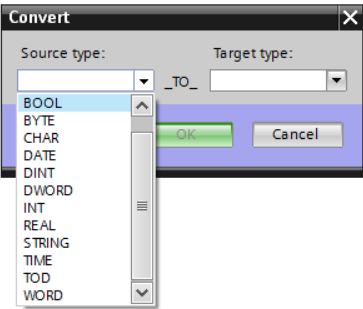 Convert
Source type: Target type:
_TO_
BOOL
BYTE
CHAR
DATE
DINT
DWORD
INT
REAL
STRING
TIME
TOD
WORD
OK Cancel